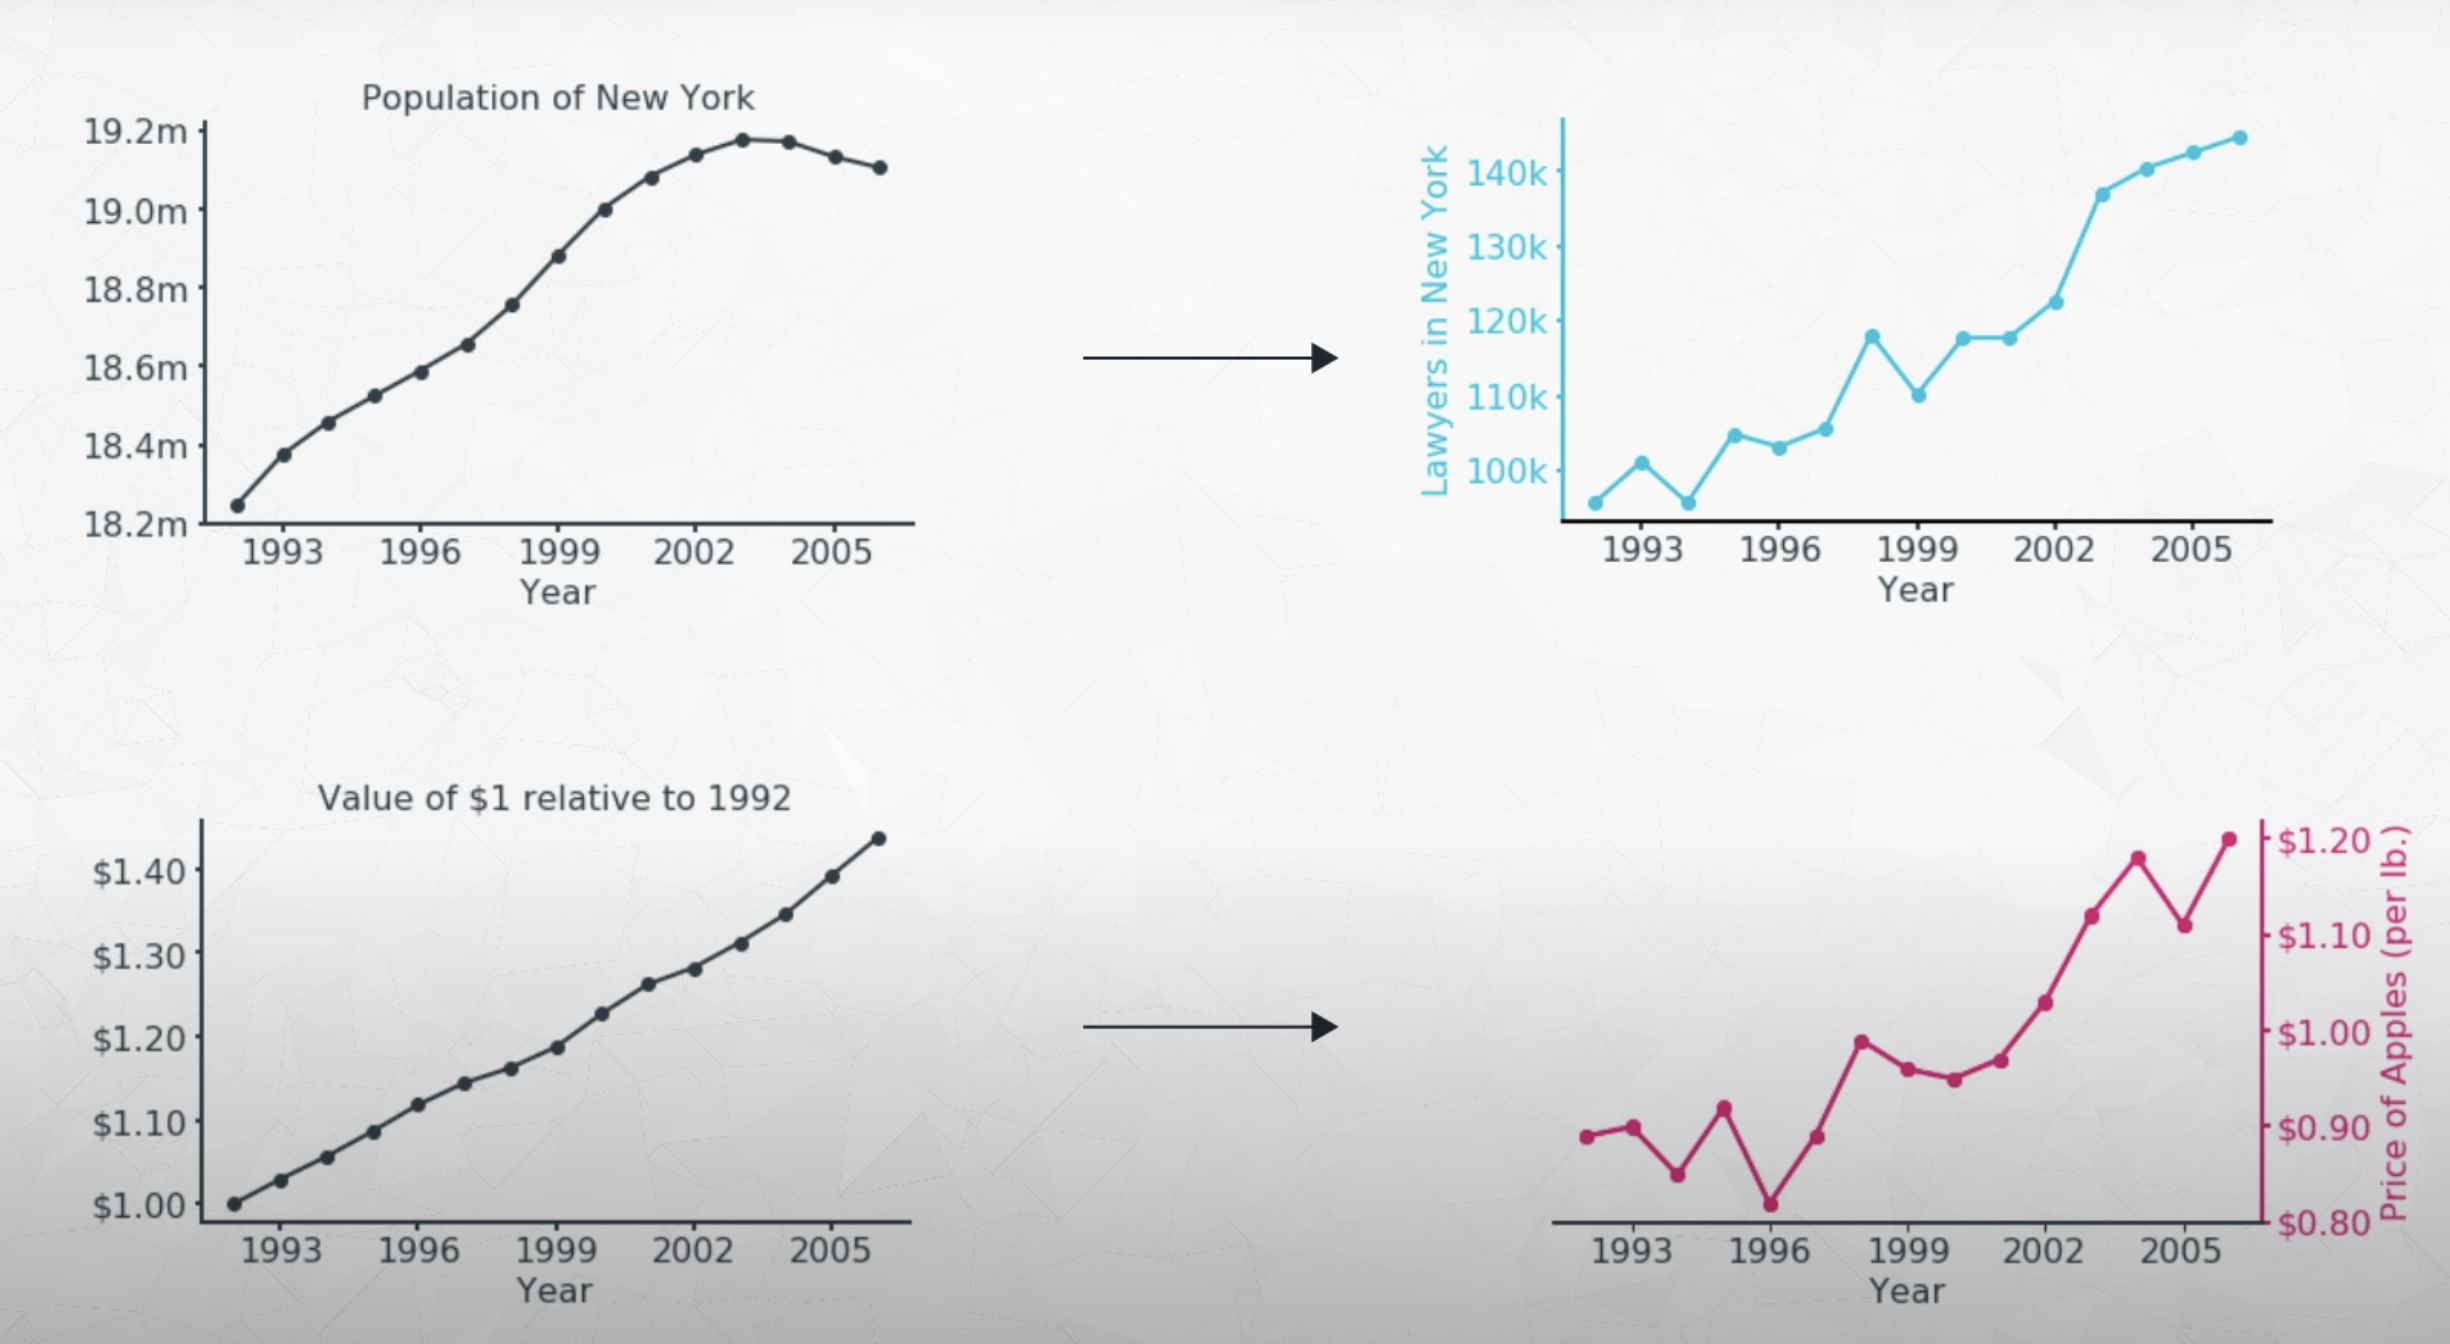 Population of New York
19.2m
19.0m
18.8m
18.6m
18.4m
18.2m
1993 1996 1999 2002 2005
Year
Lawyers in New York
140k
130k
120k
110k
100k
1993 1996 1999 2002 2005
Year
Value of $1 relative to 1992
$1.40
$1.30
$1.20
$1.10
$1.00
1993 1996 1999 2002 2005
Year
$1.20
$1.10
$1.00
$0.90
$0.80
Price of Apples (per lb.)
1993 1996 1999 2002 2005
Year